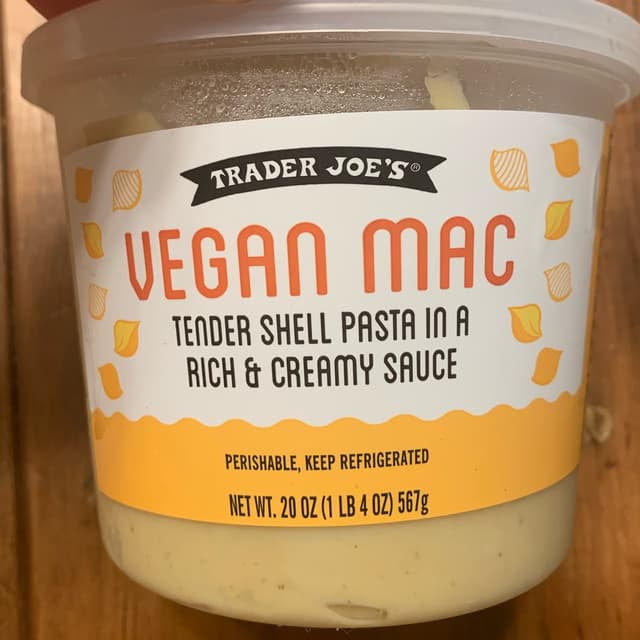 TRADER JOE'S®
VEGAN MAC
TENDER SHELL PASTA IN A
RICH & CREAMY SAUCE
PERISHABLE, KEEP REFRIGERATED
NET WT. 20 OZ (1 LB 4 OZ) 567g